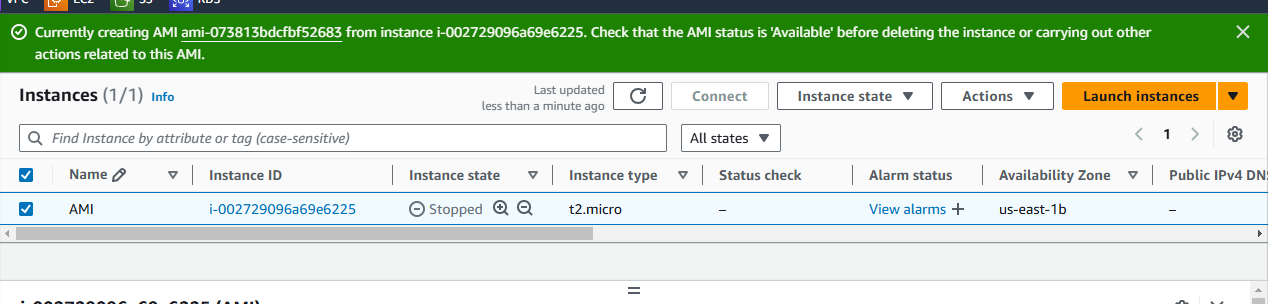 VPC EC2 S3 RDS
Currently creating AMI ami-073813bdcfbf52683 from instance i-002729096a69e6225. Check that the AMI status is 'Available' before deleting the instance or carrying out other
actions related to this AMI.
Instances (1/1) Info
Last updated
less than a minute ago
Connect
Instance state
Actions
Launch instances
Find Instance by attribute or tag (case-sensitive)
All states
1
Name Instance ID Instance state Instance type Status check Alarm status Availability Zone Public IPv4 DNS
AMI i-002729096a69e6225 Stopped t2.micro – View alarms + us-east-1b –
i-002729096a69e6225 (AMI)